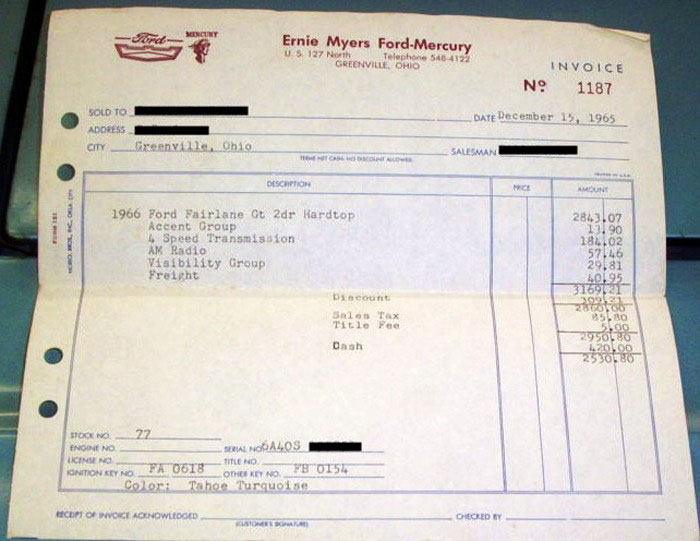 Ford MERCURY
Ernie Myers Ford-Mercury
U. S. 127 North Telephone 548-4122
GREENVILLE, OHIO
INVOICE
Nº 1187
SOLD TO
DATE December 15, 1965
ADDRESS
CITY Greenville, Ohio SALESMAN
TERMS NET CASH. NO DISCOUNT ALLOWED.
PRINTED IN U.S.A.
DESCRIPTION PRICE AMOUNT
1966 Ford Fairlane Gt 2dr Hardtop 2843.07
Accent Group 13.90
4 Speed Transmission 184.02
AM Radio 57.46
Visibility Group 29.81
Freight 40.95
3169.21
Discount 309.21
2860.00
Sales Tax 85.80
Title Fee 5.00
2950.80
Cash 420.00
2530.80
STOCK NO. 77
ENGINE NO. SERIAL NO. 6A40S
LICENSE NO. TITLE NO.
IGNITION KEY NO. FA 0618 OTHER KEY NO. FB 0154
Color: Tahoe Turquoise
RECEIPT OF INVOICE ACKNOWLEDGED CHECKED BY
(CUSTOMER'S SIGNATURE)